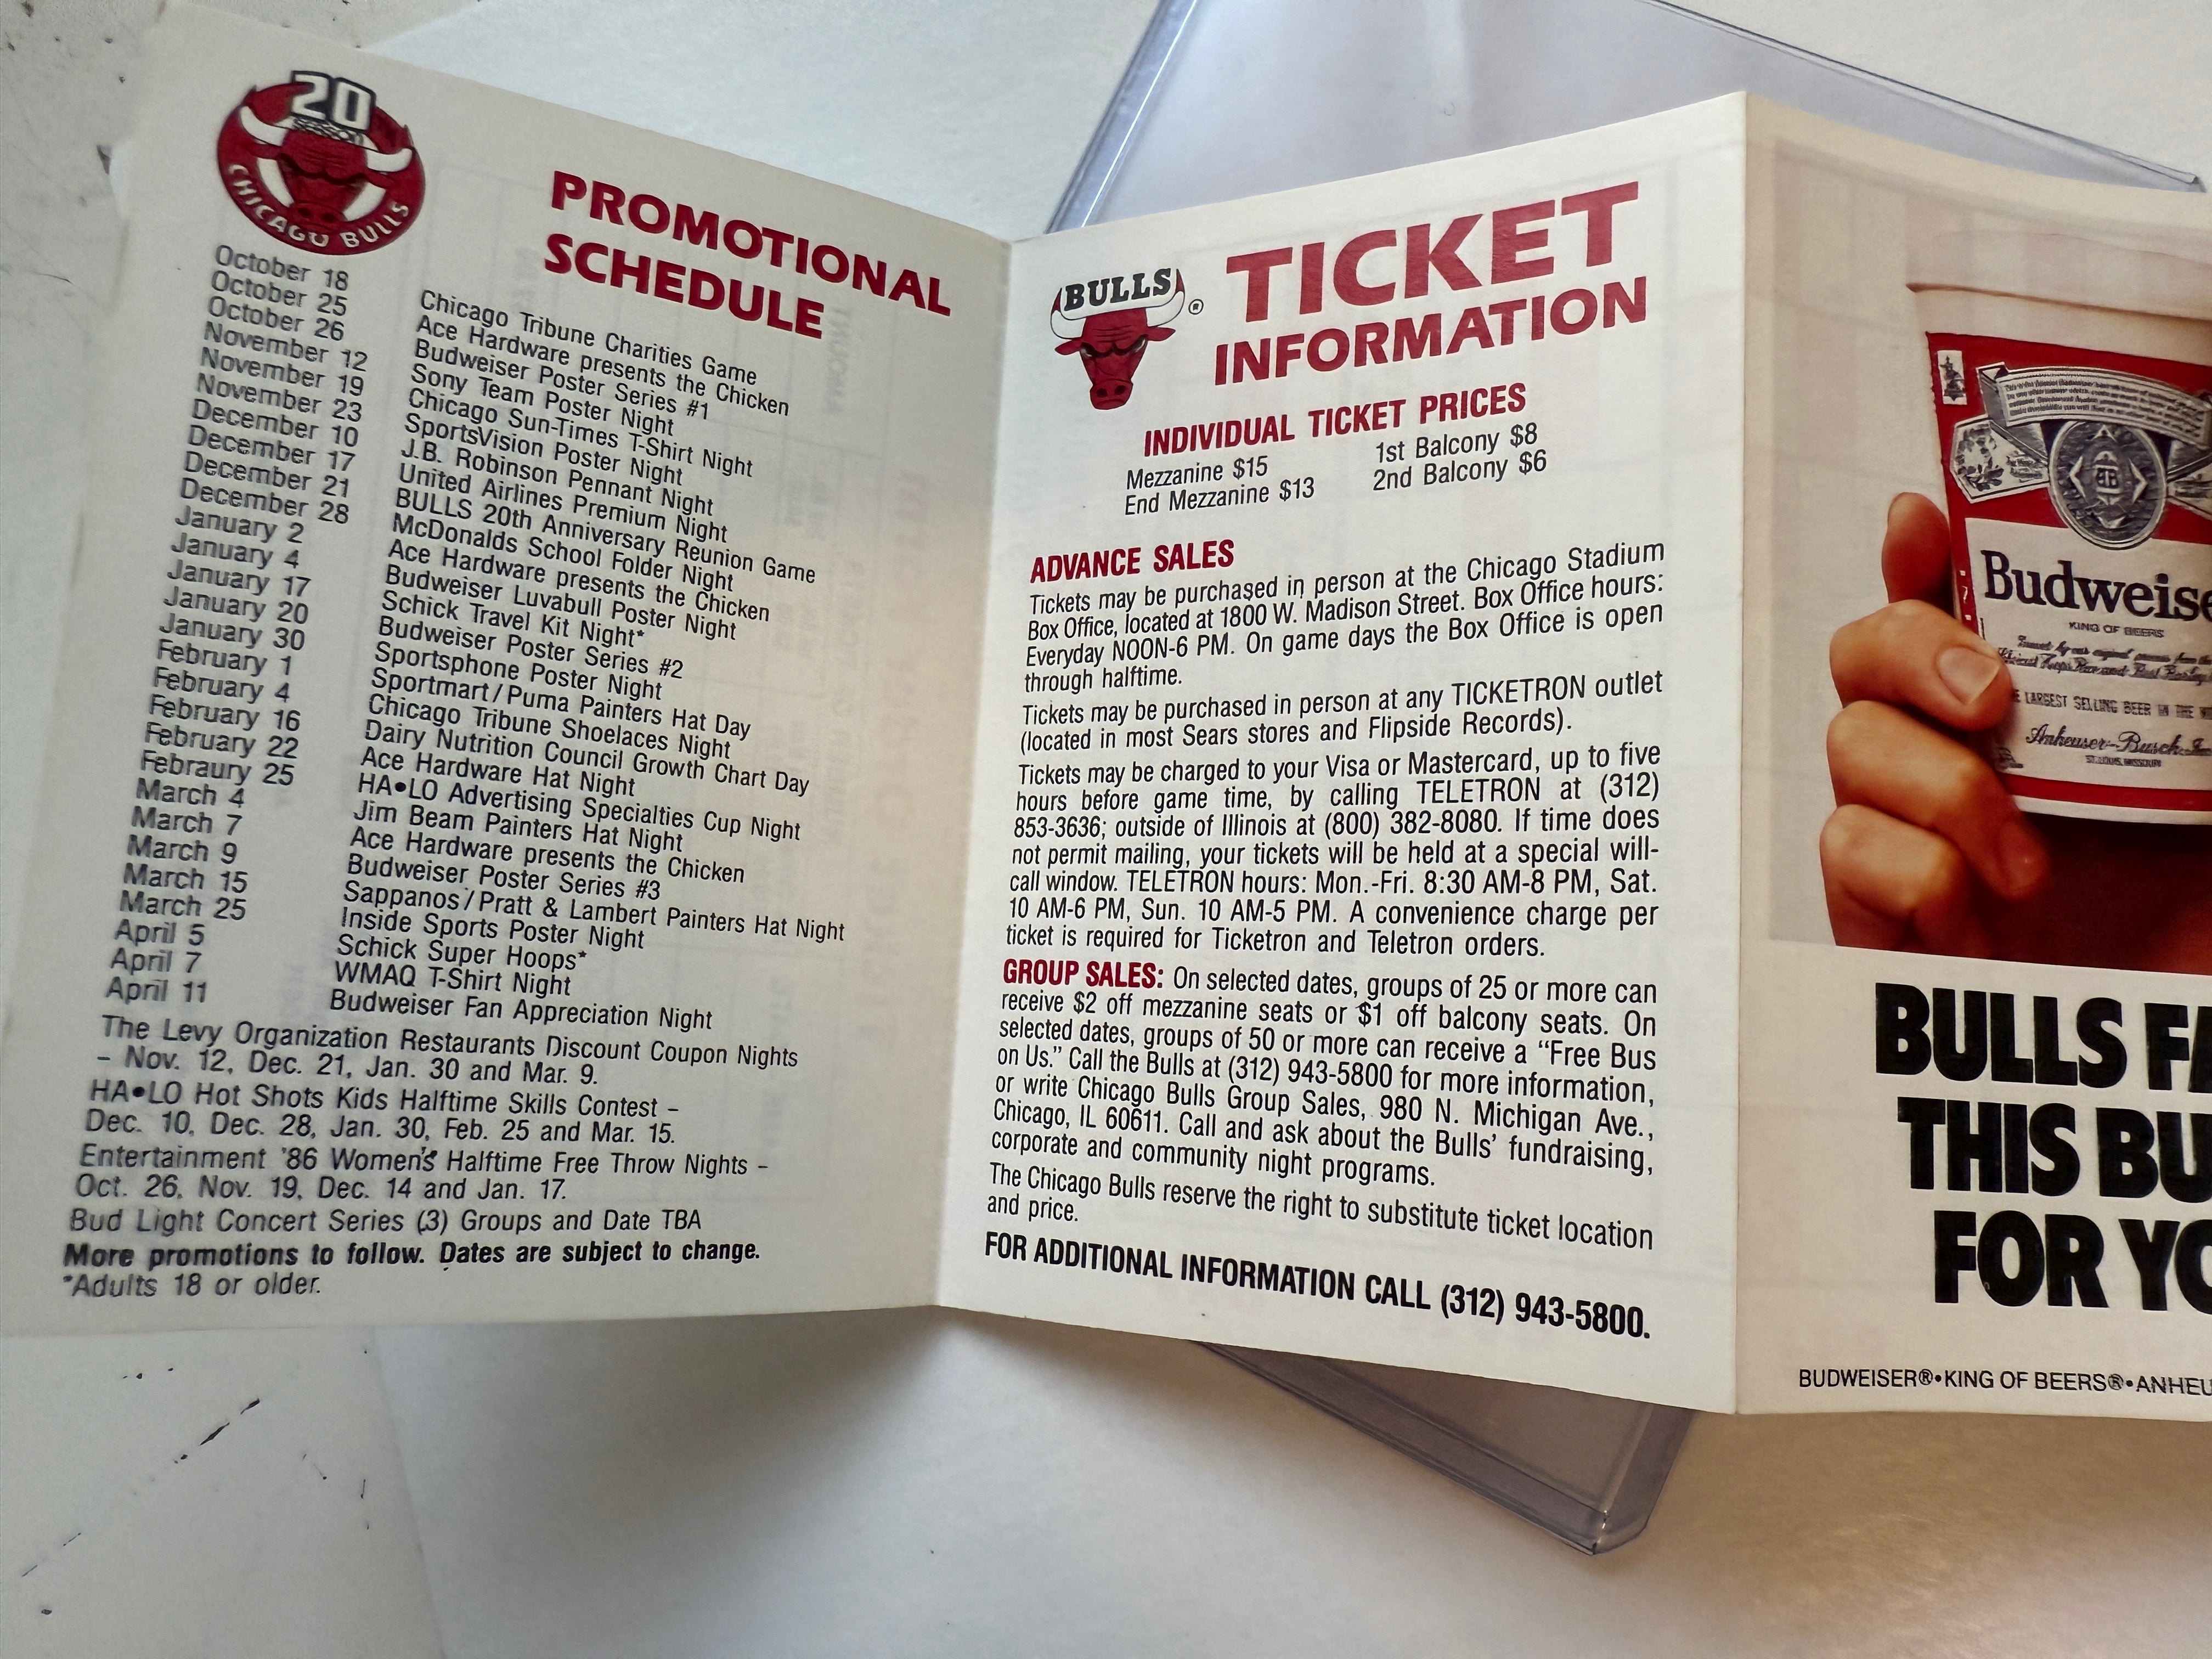 20
CHICAGO BULLS
PROMOTIONAL
SCHEDULE
October 18 Chicago Tribune Charities Game
October 25 Ace Hardware presents the Chicken
October 26 Budweiser Poster Series #1
November 12 Sony Team Poster Night
November 19 Chicago Sun-Times T-Shirt Night
November 23 SportsVision Poster Night
December 10 J.B. Robinson Pennant Night
December 17 United Airlines Premium Night
December 21 BULLS 20th Anniversary Reunion Game
December 28 McDonalds School Folder Night
January 2 Ace Hardware presents the Chicken
January 4 Budweiser Luvabull Poster Night
January 17 Schick Travel Kit Night*
January 20 Budweiser Poster Series #2
January 30 Sportsphone Poster Night
February 1 Sportmart/Puma Painters Hat Day
February 4 Chicago Tribune Shoelaces Night
February 16 Dairy Nutrition Council Growth Chart Day
February 22 Ace Hardware Hat Night
Febraury 25 HA•LO Advertising Specialties Cup Night
March 4 Jim Beam Painters Hat Night
March 7 Ace Hardware presents the Chicken
March 9 Budweiser Poster Series #3
March 15 Sappanos/Pratt & Lambert Painters Hat Night
March 25 Inside Sports Poster Night
April 5 Schick Super Hoops*
April 7 WMAQ T-Shirt Night
April 11 Budweiser Fan Appreciation Night
The Levy Organization Restaurants Discount Coupon Nights
– Nov. 12, Dec. 21, Jan. 30 and Mar. 9.
HA•LO Hot Shots Kids Halftime Skills Contest –
Dec. 10, Dec. 28, Jan. 30, Feb. 25 and Mar. 15.
Entertainment '86 Women's Halftime Free Throw Nights –
Oct. 26, Nov. 19, Dec. 14 and Jan. 17.
Bud Light Concert Series (3) Groups and Date TBA
More promotions to follow. Dates are subject to change.
*Adults 18 or older.
BULLS ®
TICKET
INFORMATION
INDIVIDUAL TICKET PRICES
Mezzanine $15 1st Balcony $8
End Mezzanine $13 2nd Balcony $6
ADVANCE SALES
Tickets may be purchased in person at the Chicago Stadium
Box Office, located at 1800 W. Madison Street. Box Office hours:
Everyday NOON-6 PM. On game days the Box Office is open
through halftime.
Tickets may be purchased in person at any TICKETRON outlet
(located in most Sears stores and Flipside Records).
Tickets may be charged to your Visa or Mastercard, up to five
hours before game time, by calling TELETRON at (312)
853-3636; outside of Illinois at (800) 382-8080. If time does
not permit mailing, your tickets will be held at a special will-
call window. TELETRON hours: Mon.-Fri. 8:30 AM-8 PM, Sat.
10 AM-6 PM, Sun. 10 AM-5 PM. A convenience charge per
ticket is required for Ticketron and Teletron orders.
GROUP SALES: On selected dates, groups of 25 or more can
receive $2 off mezzanine seats or $1 off balcony seats. On
selected dates, groups of 50 or more can receive a “Free Bus
on Us.” Call the Bulls at (312) 943-5800 for more information,
or write Chicago Bulls Group Sales, 980 N. Michigan Ave.,
Chicago, IL 60611. Call and ask about the Bulls' fundraising,
corporate and community night programs.
The Chicago Bulls reserve the right to substitute ticket location
and price.
FOR ADDITIONAL INFORMATION CALL (312) 943-5800.
Budweise
KING OF BEERS
LARGEST SELLING BEER IN THE
Anheuser-Busch, Inc
ST. LOUIS, MISSOURI
BULLS FA
THIS BU
FOR YO
BUDWEISER®•KING OF BEERS®•ANHEU